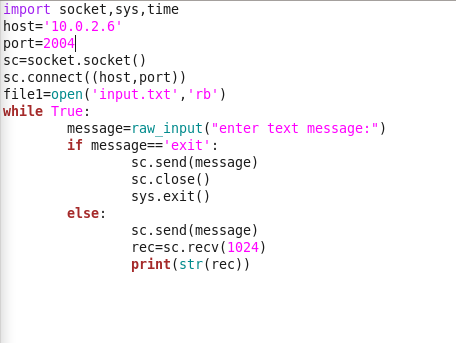 import socket,sys,time
host='10.0.2.6'
port=2004
sc=socket.socket()
sc.connect((host,port))
file1=open('input.txt','rb')
while True:
        message=raw_input("enter text message:")
        if message=='exit':
                sc.send(message)
                sc.close()
                sys.exit()
        else:
                sc.send(message)
                rec=sc.recv(1024)
                print(str(rec))